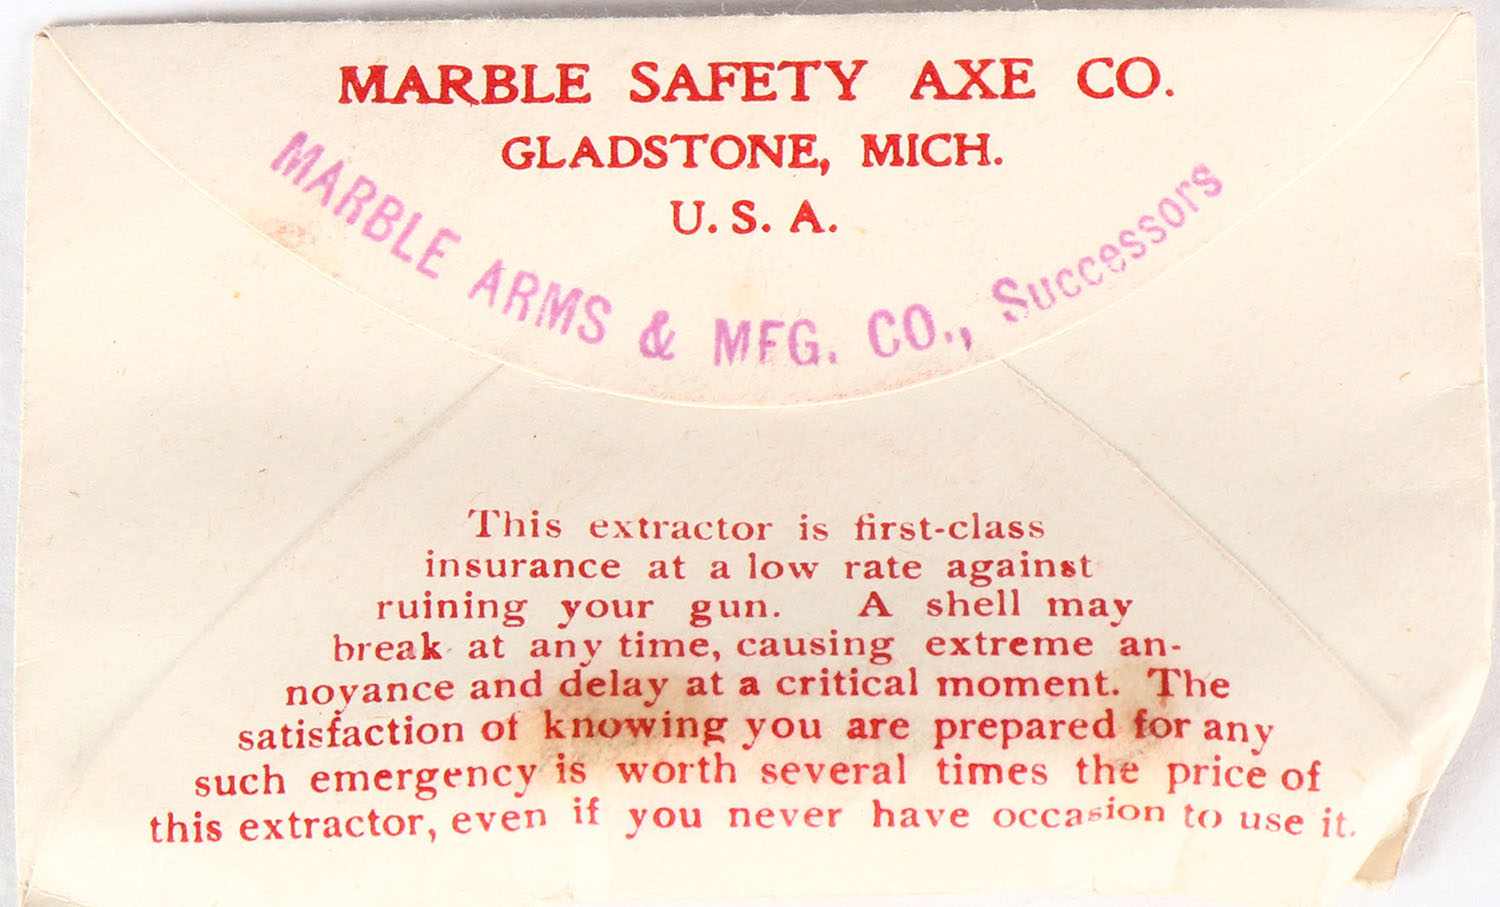 MARBLE SAFETY AXE CO.
GLADSTONE, MICH.
U. S. A.
MARBLE ARMS & MFG. CO., Successors
This extractor is first-class
insurance at a low rate against
ruining your gun. A shell may
break at any time, causing extreme an-
noyance and delay at a critical moment. The
satisfaction of knowing you are prepared for any
such emergency is worth several times the price of
this extractor, even if you never have occasion to use it.